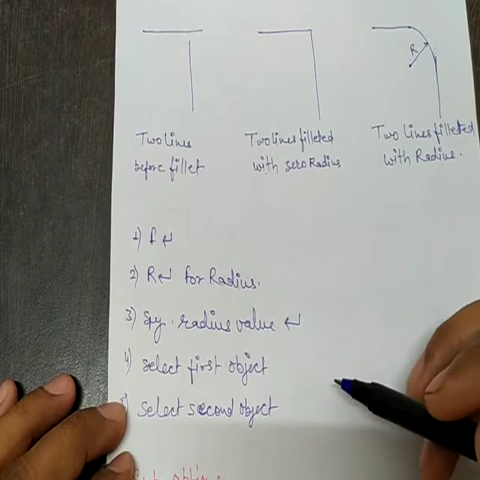 R
Two lines
before fillet
Two lines filleted
with zero Radius
Two lines filleted
with Radius.
1) f ↵
2) R↵ for Radius.
3) Spy. radius value ↵
4) Select first object
5) Select second object